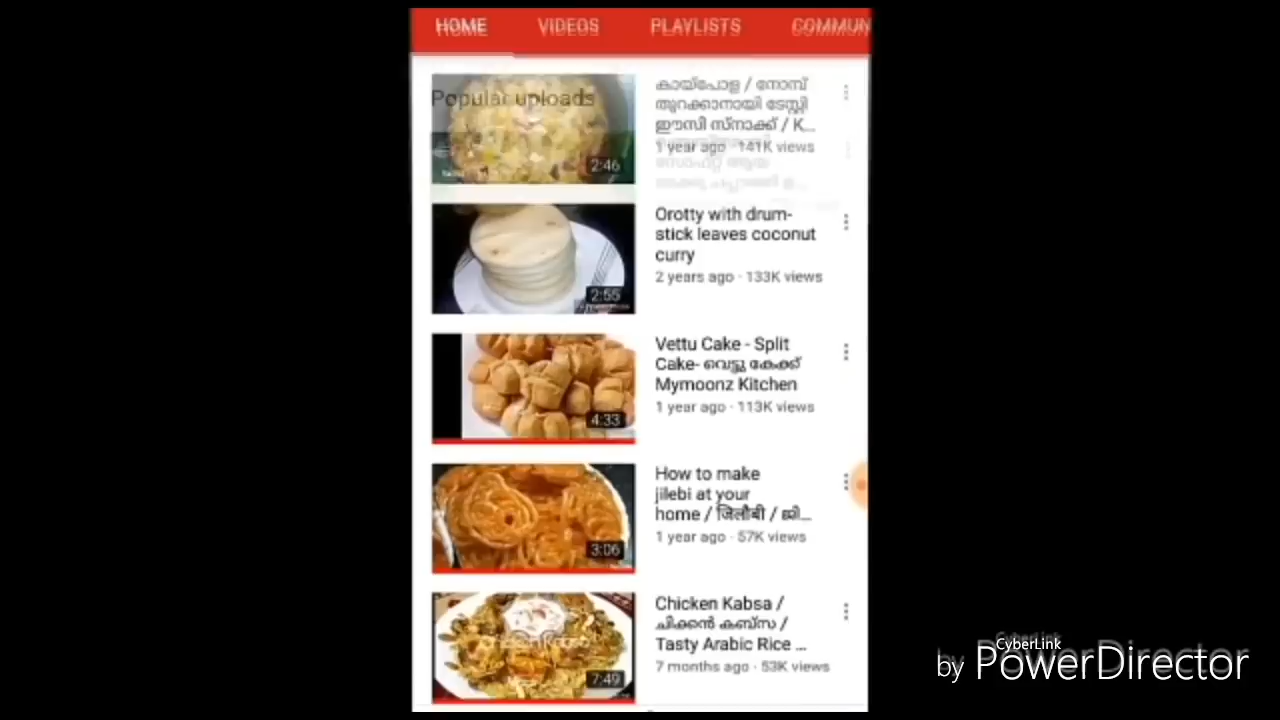 HOME VIDEOS PLAYLISTS COMMUN
Popular uploads
കായ്പോള / നോമ്പ്
തുറക്കാനായി ടേസ്റ്റി
ഈസി സ്നാക്ക് / K...
1 year ago · 141K views
2:46
Orotty with drum-
stick leaves coconut
curry
2 years ago · 133K views
2:55
Vettu Cake - Split
Cake- വെട്ടു കേക്ക്
Mymoonz Kitchen
1 year ago · 113K views
4:33
How to make
jilebi at your
home / जिलेबी / ജി...
1 year ago · 57K views
3:06
Chicken Kabsa /
ചിക്കൻ കബ്സ /
Tasty Arabic Rice ...
7 months ago · 53K views
7:49
CyberLink
by PowerDirector